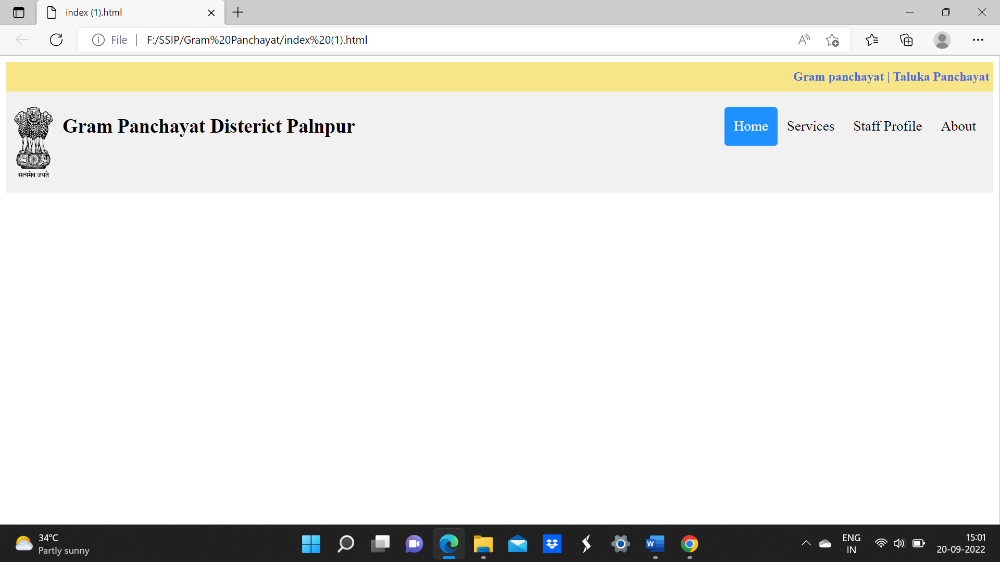 index (1).html
File | F:/SSIP/Gram%20Panchayat/index%20(1).html
Gram panchayat | Taluka Panchayat
Gram Panchayat Disterict Palnpur
Home Services Staff Profile About
सत्यमेव जयते
34°C
Partly sunny
ENG
IN
15:01
20-09-2022